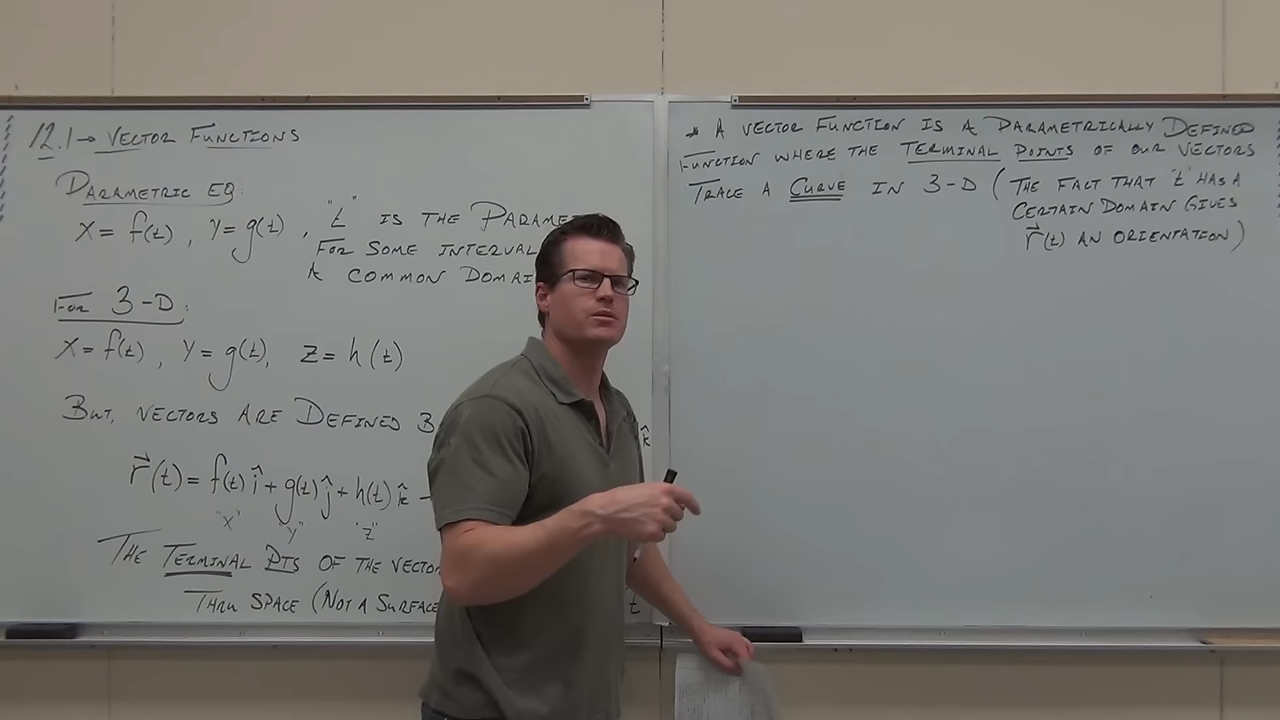 12.1→ VECTOR FUNCTIONS
PARAMETRIC EQ:
X = f(t), Y = g(t), "t" IS THE PARAME
FOR SOME INTERVAL
A COMMON DOMAI
FOR 3-D:
X = f(t), Y = g(t), Z = h(t)
BUT, VECTORS ARE DEFINED B
k̂
r⃗(t) = f(t)î + g(t)ĵ + h(t)k̂
"X" "Y" "Z"
THE TERMINAL PTS OF THE VECTO
THRU SPACE (NOT A SURFACE t
* A VECTOR FUNCTION IS A PARAMETRICALLY DEFINED
FUNCTION WHERE THE TERMINAL POINTS OF OUR VECTORS
TRACE A CURVE IN 3-D (THE FACT THAT "t" HAS A
CERTAIN DOMAIN GIVES
r⃗(t) AN ORIENTATION)